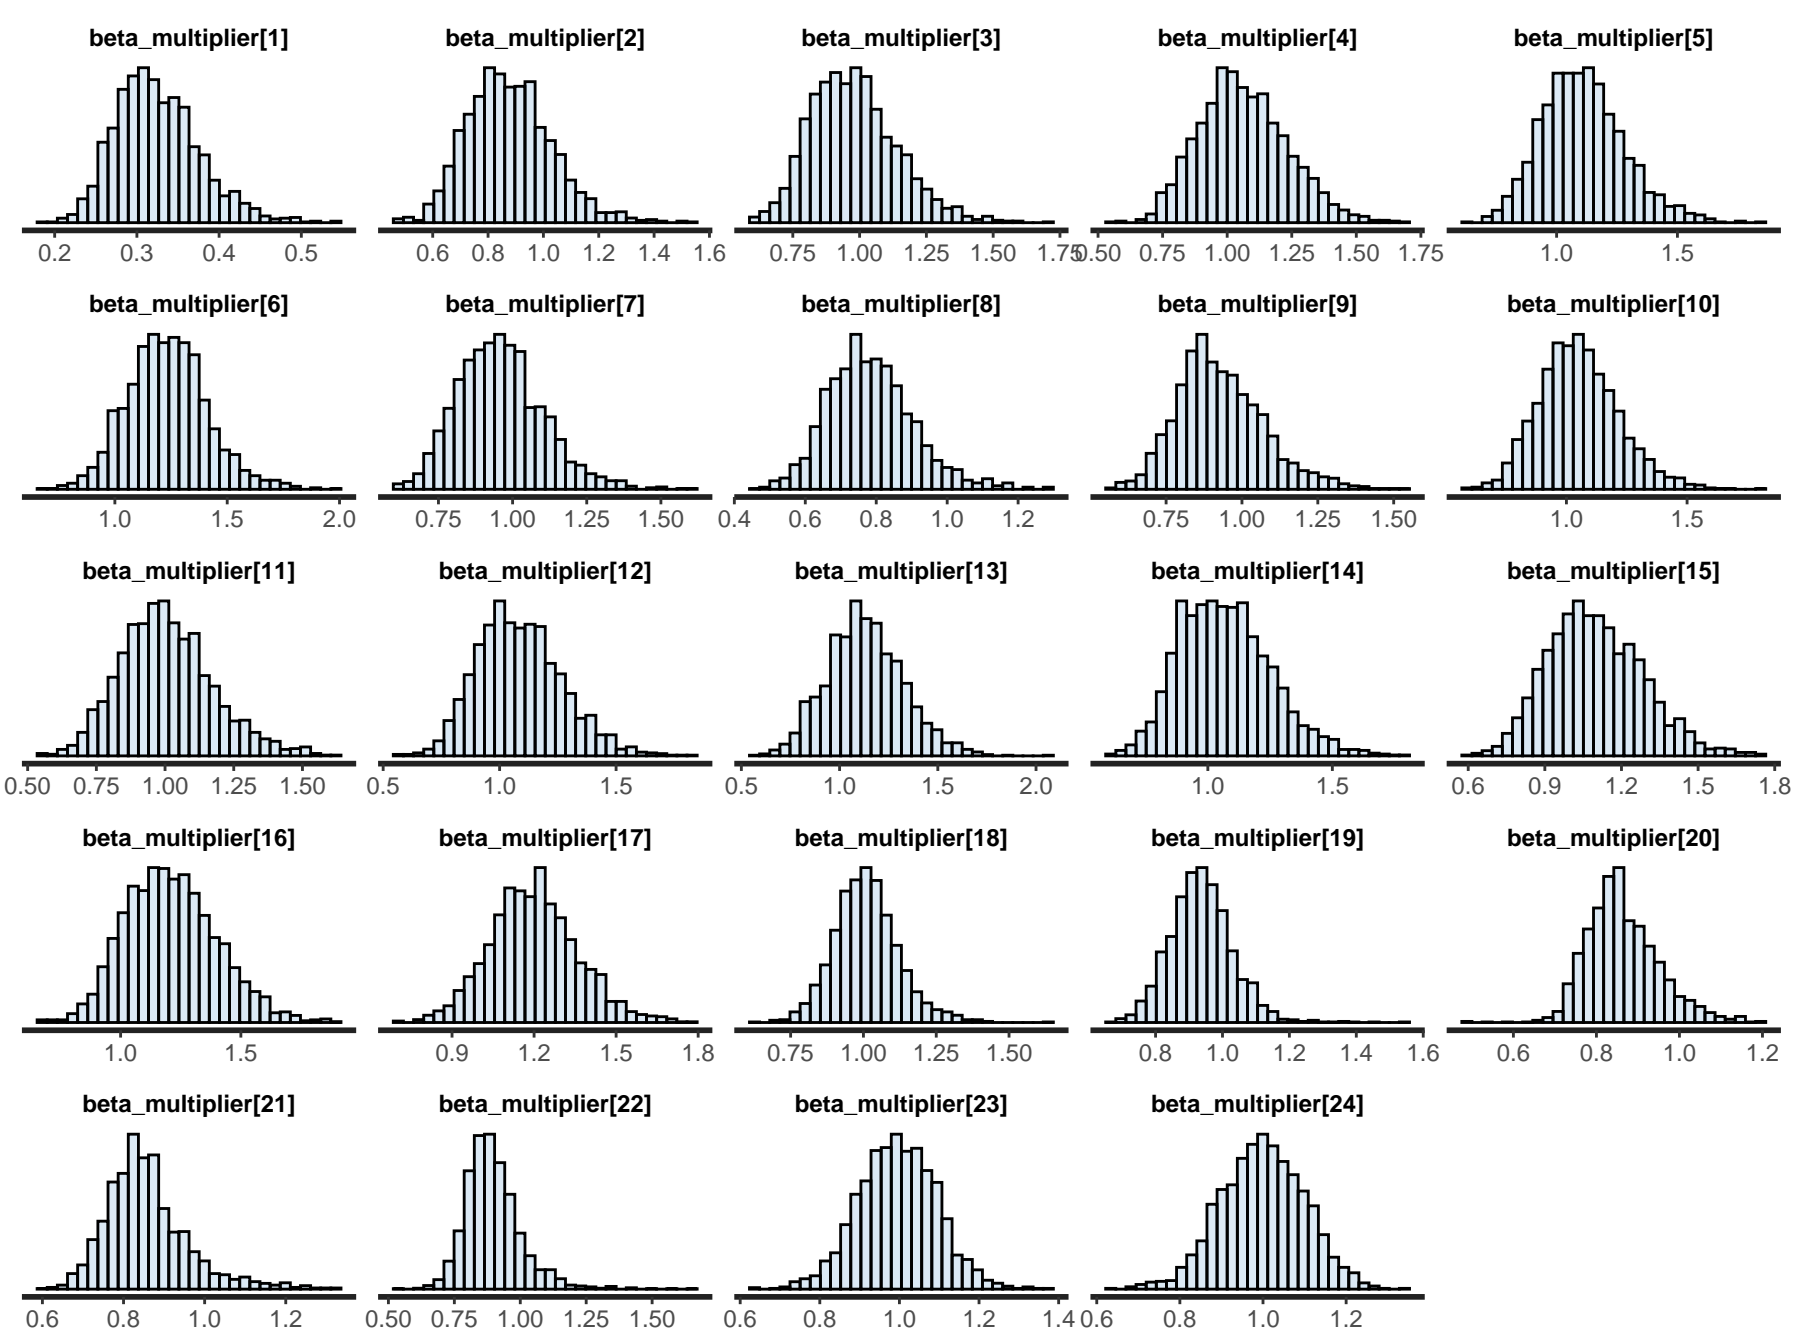 beta_multiplier[1] beta_multiplier[2] beta_multiplier[3] beta_multiplier[4] beta_multiplier[5]
0.2 0.3 0.4 0.5 0.6 0.8 1.0 1.2 1.4 1.6 0.75 1.00 1.25 1.50 1.75 0.50 0.75 1.00 1.25 1.50 1.75 1.0 1.5
beta_multiplier[6] beta_multiplier[7] beta_multiplier[8] beta_multiplier[9] beta_multiplier[10]
1.0 1.5 2.0 0.75 1.00 1.25 1.50 0.4 0.6 0.8 1.0 1.2 0.75 1.00 1.25 1.50 1.0 1.5
beta_multiplier[11] beta_multiplier[12] beta_multiplier[13] beta_multiplier[14] beta_multiplier[15]
0.50 0.75 1.00 1.25 1.50 0.5 1.0 1.5 0.5 1.0 1.5 2.0 1.0 1.5 0.6 0.9 1.2 1.5 1.8
beta_multiplier[16] beta_multiplier[17] beta_multiplier[18] beta_multiplier[19] beta_multiplier[20]
1.0 1.5 0.9 1.2 1.5 1.8 0.75 1.00 1.25 1.50 0.8 1.0 1.2 1.4 1.6 0.6 0.8 1.0 1.2
beta_multiplier[21] beta_multiplier[22] beta_multiplier[23] beta_multiplier[24]
0.6 0.8 1.0 1.2 0.50 0.75 1.00 1.25 1.50 0.6 0.8 1.0 1.2 1.4 0.6 0.8 1.0 1.2